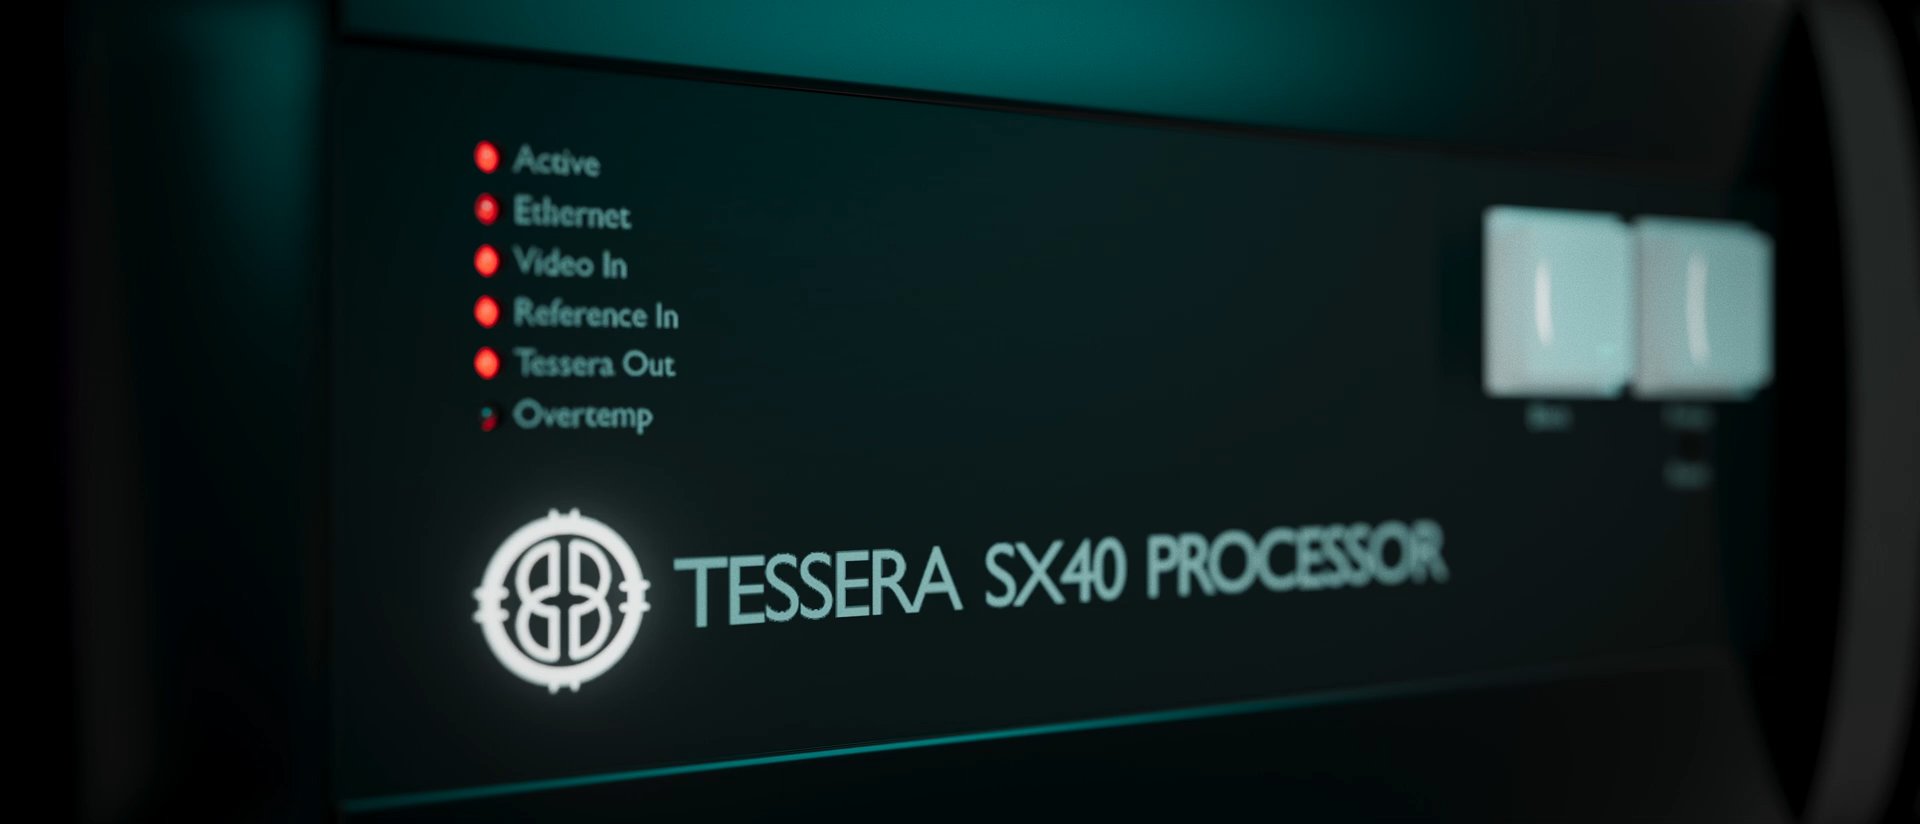 Active
Ethernet
Video In
Reference In
Tessera Out
Overtemp
TESSERA SX40 PROCESSOR